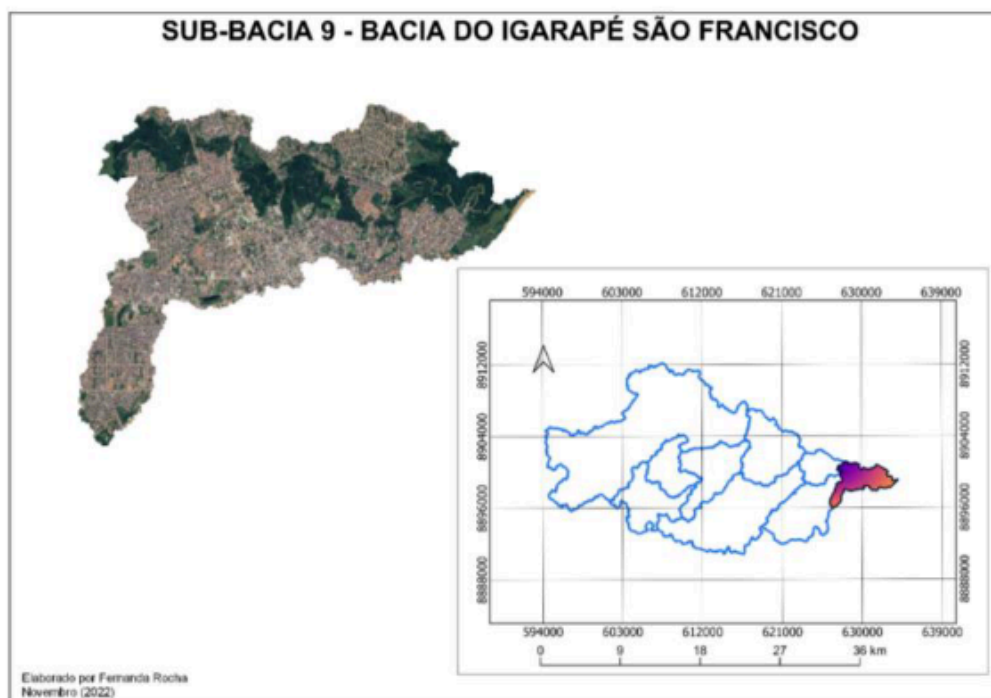 SUB-BACIA 9 - BACIA DO IGARAPÉ SÃO FRANCISCO
594000 603000 612000 621000 630000 639000
8912000 8912000
8904000 8904000
8896000 8896000
8888000 8888000
594000 603000 612000 621000 630000 639000
0 9 18 27 36 km
Elaborado por Fernanda Rocha
Novembro (2022)